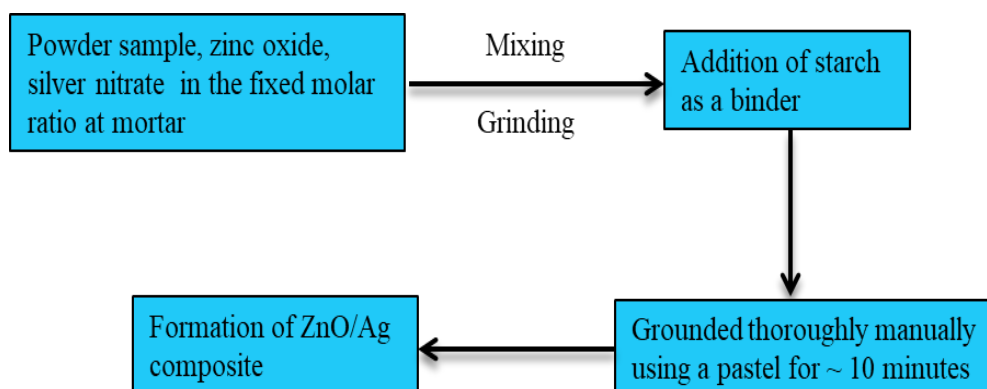 Powder sample, zinc oxide,
silver nitrate in the fixed molar
ratio at mortar
Mixing
Grinding
Addition of starch
as a binder
Grounded thoroughly manually
using a pastel for ~ 10 minutes
Formation of ZnO/Ag
composite